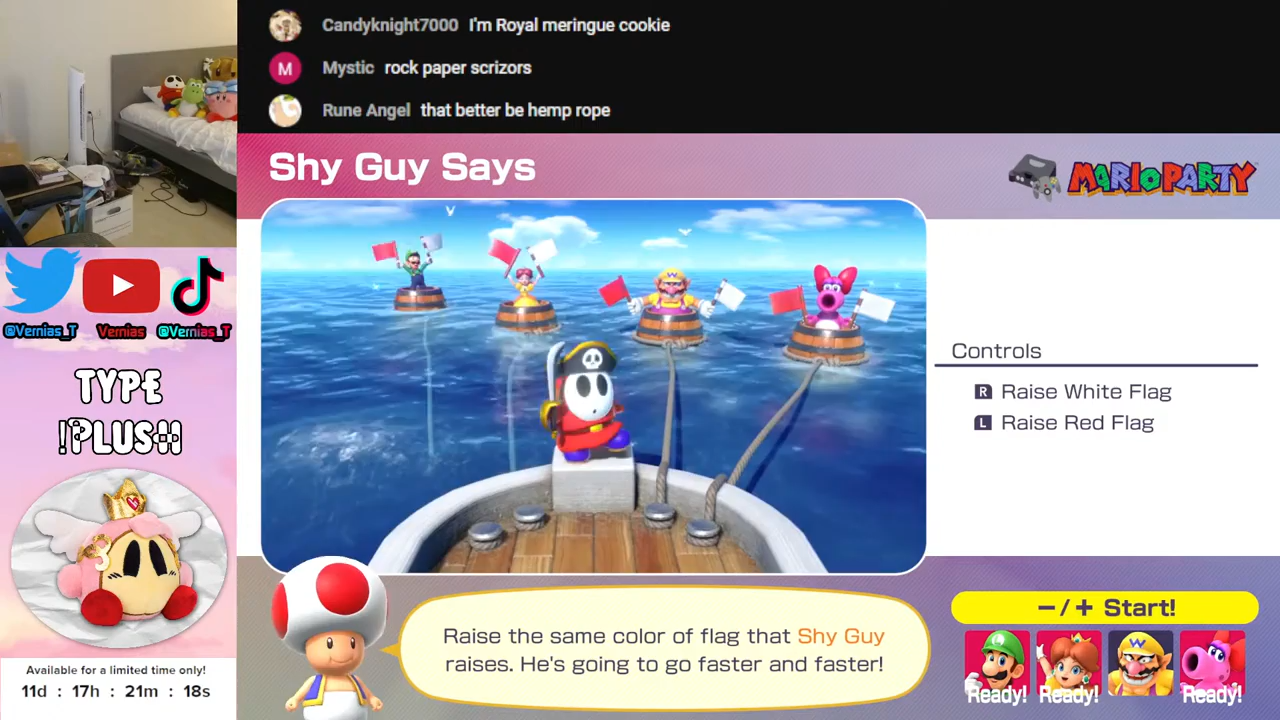 Candyknight7000 I'm Royal meringue cookie
M Mystic rock paper scrizors
Rune Angel that better be hemp rope
Shy Guy Says
MARIOPARTY
@Vernias_T Vernias @Vernias_T
TYPE
!PLUSH
Controls
R Raise White Flag
L Raise Red Flag
Raise the same color of flag that Shy Guy
raises. He's going to go faster and faster!
−/+ Start!
W
Ready! Ready! Ready!
Available for a limited time only!
11d : 17h : 21m : 18s